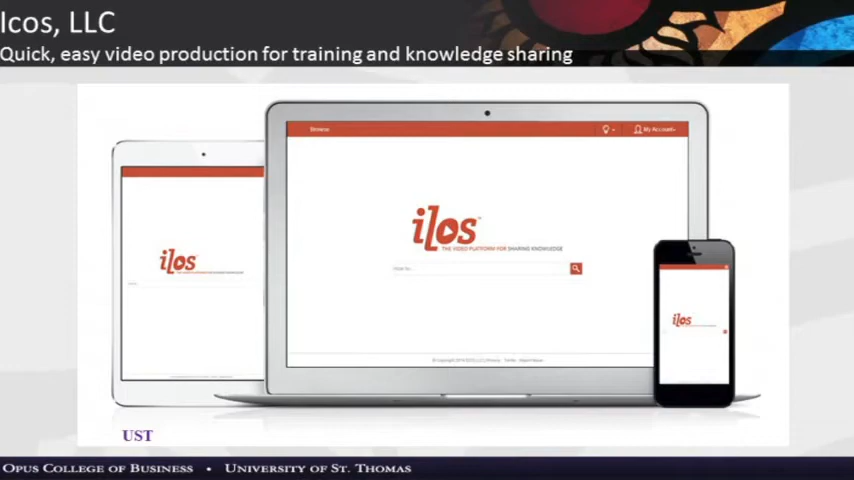 Icos, LLC
Quick, easy video production for training and knowledge sharing
Browse
My Account
ilos
THE VIDEO PLATFORM FOR SHARING KNOWLEDGE
ilos
ilos
UST
OPUS COLLEGE OF BUSINESS • UNIVERSITY OF ST. THOMAS